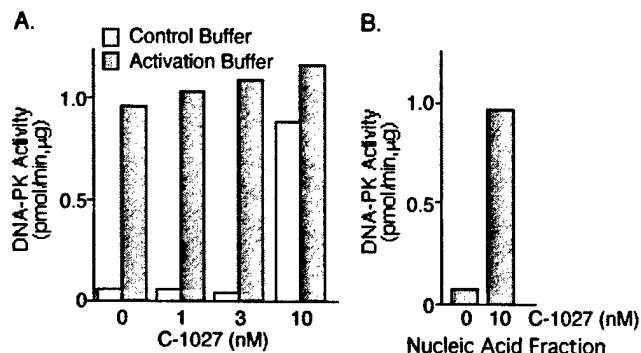 A.
Control Buffer
Activation Buffer
DNA-PK Activity
(pmol/min,µg)
1.0
0.5
0
0 1 3 10
C-1027 (nM)
B.
DNA-PK Activity
(pmol/min,µg)
1.0
0.5
0
0 10 C-1027 (nM)
Nucleic Acid Fraction